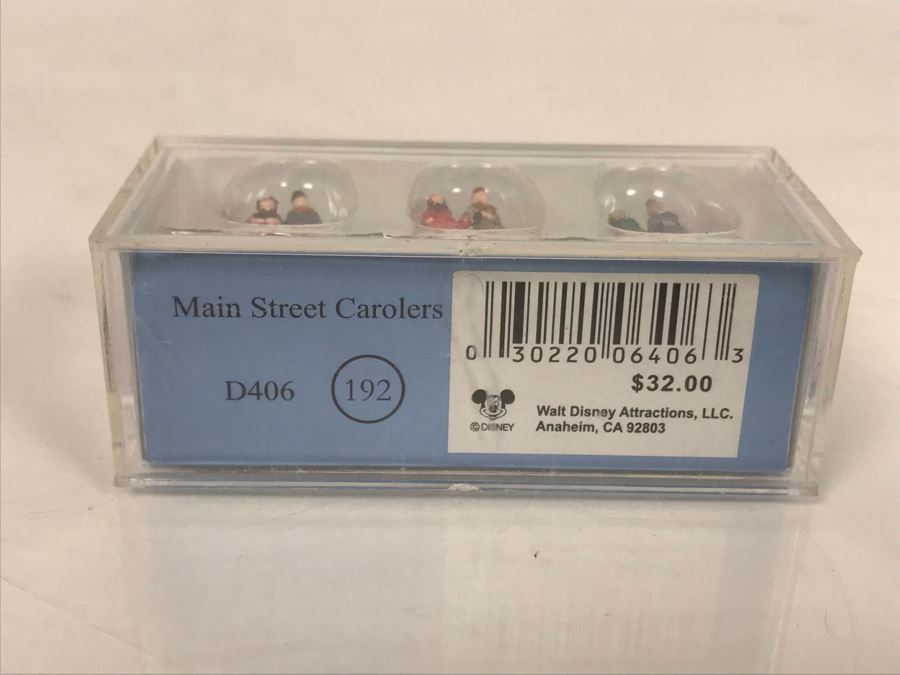 Main Street Carolers
D406 192
0 30220 06406 3
$32.00
© DISNEY
Walt Disney Attractions, LLC.
Anaheim, CA 92803